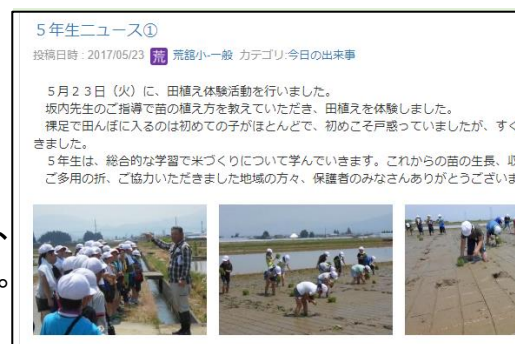 ５年生ニュース①
投稿日時 : 2017/05/23 荒 荒舘小-一般 カテゴリ:今日の出来事
５月２３日（火）に、田植え体験活動を行いました。
坂内先生のご指導で苗の植え方を教えていただき、田植えを体験しました。
裸足で田んぼに入るのは初めての子がほとんどで、初めこそ戸惑っていましたが、すぐ
きました。
５年生は、総合的な学習で米づくりについて学んでいきます。これからの苗の生長、収
ご多用の折、ご協力いただきました地域の方々、保護者のみなさんありがとうございま